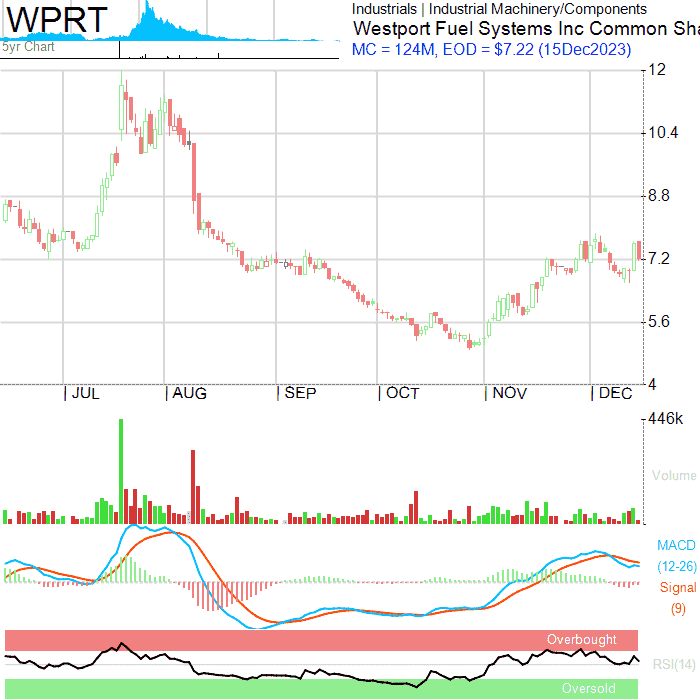 WPRT
5yr Chart
Industrials | Industrial Machinery/Components
Westport Fuel Systems Inc Common Sha
MC = 124M, EOD = $7.22 (15Dec2023)
12
10.4
8.8
7.2
5.6
4
JUL
AUG
SEP
OCT
NOV
DEC
446k
Volume
MACD
(12-26)
Signal
(9)
Overbought
RSI(14)
Oversold